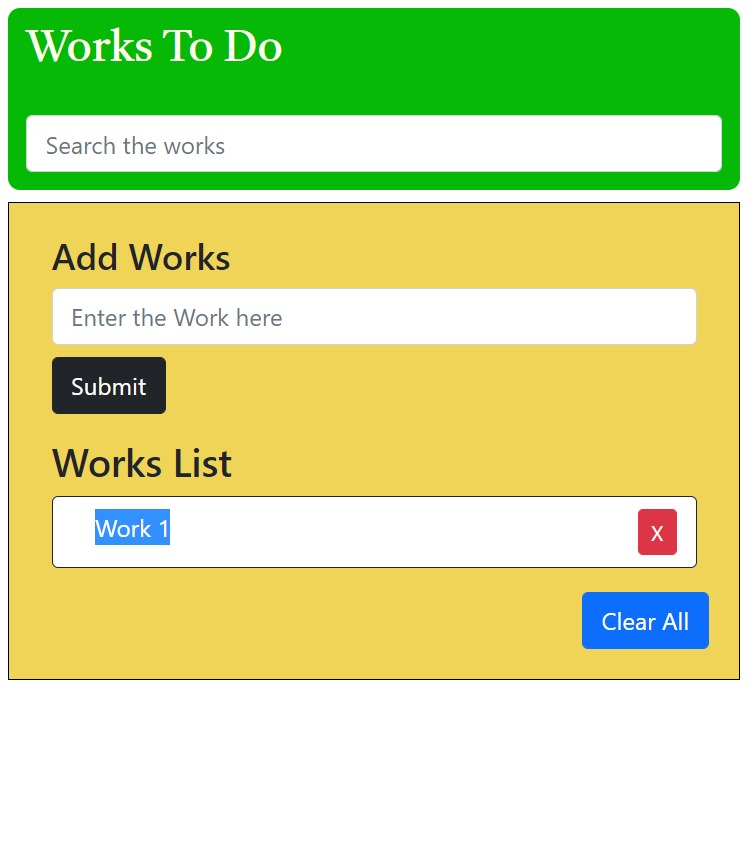 Works To Do
Search the works
Add Works
Enter the Work here
Submit
Works List
Work 1
X
Clear All